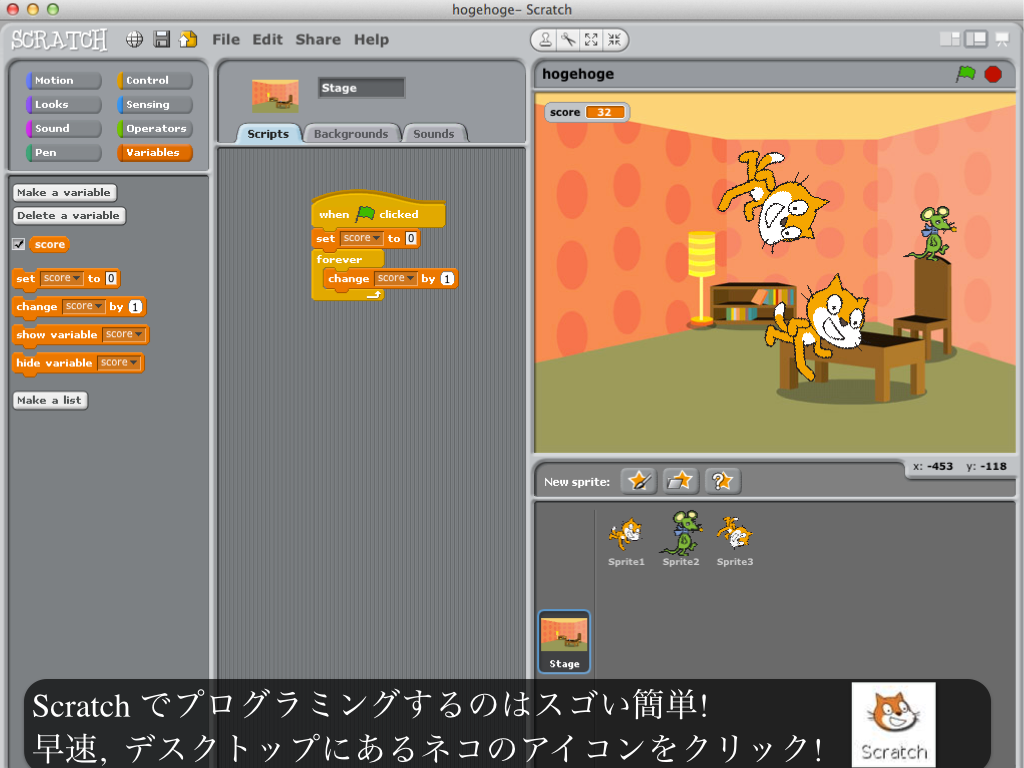 hogehoge- Scratch
SCRATCH File Edit Share Help
Motion Control
Looks Sensing
Sound Operators
Pen Variables
Make a variable
Delete a variable
score
set score to 0
change score by 1
show variable score
hide variable score
Make a list
Stage
Scripts Backgrounds Sounds
when clicked
set score to 0
forever
change score by 1
hogehoge
score 32
x: -453 y: -118
New sprite:
Sprite1 Sprite2 Sprite3
Stage
Scratch でプログラミングするのはスゴい簡単!
早速, デスクトップにあるネコのアイコンをクリック!
Scratch